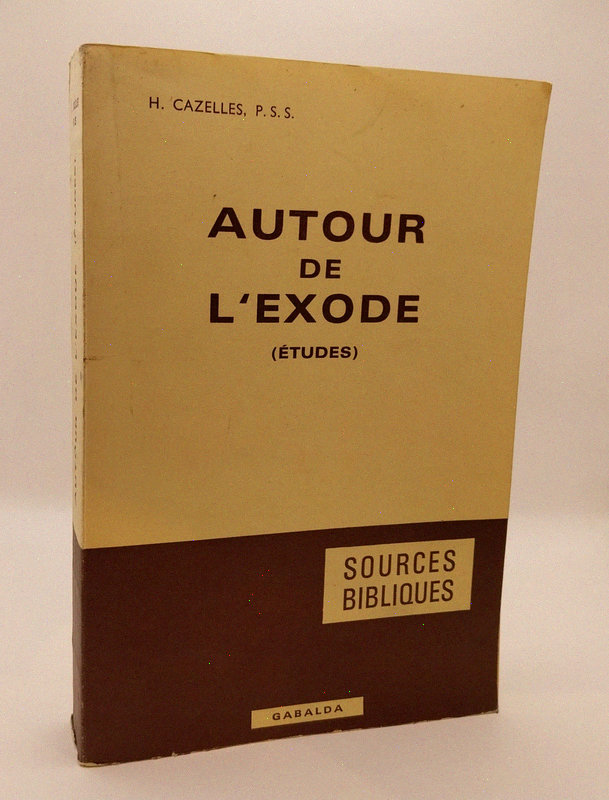 H. CAZELLES, P. S. S.
AUTOUR
DE
L'EXODE
(ÉTUDES)
SOURCES
BIBLIQUES
GABALDA